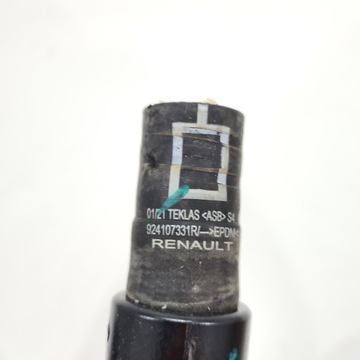 01/21 TEKLAS <ASB> S4
924107331R/—>EPDM<
RENAULT